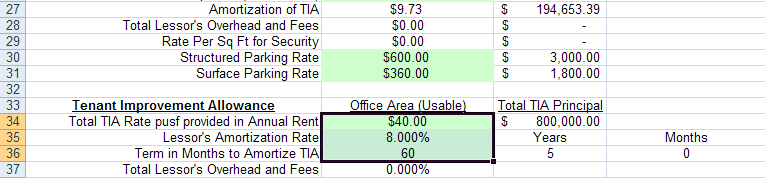 27 Amortization of TIA $9.73 $ 194,653.39
28 Total Lessor's Overhead and Fees $0.00 $ -
29 Rate Per Sq Ft for Security $0.00 $ -
30 Structured Parking Rate $600.00 $ 3,000.00
31 Surface Parking Rate $360.00 $ 1,800.00
32
33 Tenant Improvement Allowance Office Area (Usable) Total TIA Principal
34 Total TIA Rate pusf provided in Annual Rent $40.00 $ 800,000.00
35 Lessor's Amortization Rate 8.000% Years Months
36 Term in Months to Amortize TIA 60 5 0
37 Total Lessor's Overhead and Fees 0.000%